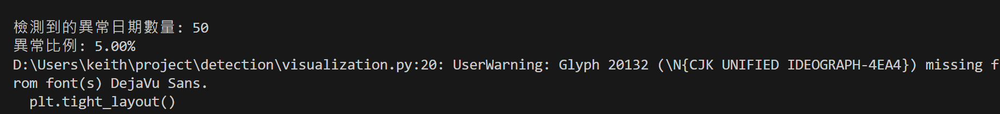 檢測到的異常日期數量: 50
異常比例: 5.00%
D:\Users\keith\project\detection\visualization.py:20: UserWarning: Glyph 20132 (\N{CJK UNIFIED IDEOGRAPH-4EA4}) missing f
rom font(s) DejaVu Sans.
  plt.tight_layout()